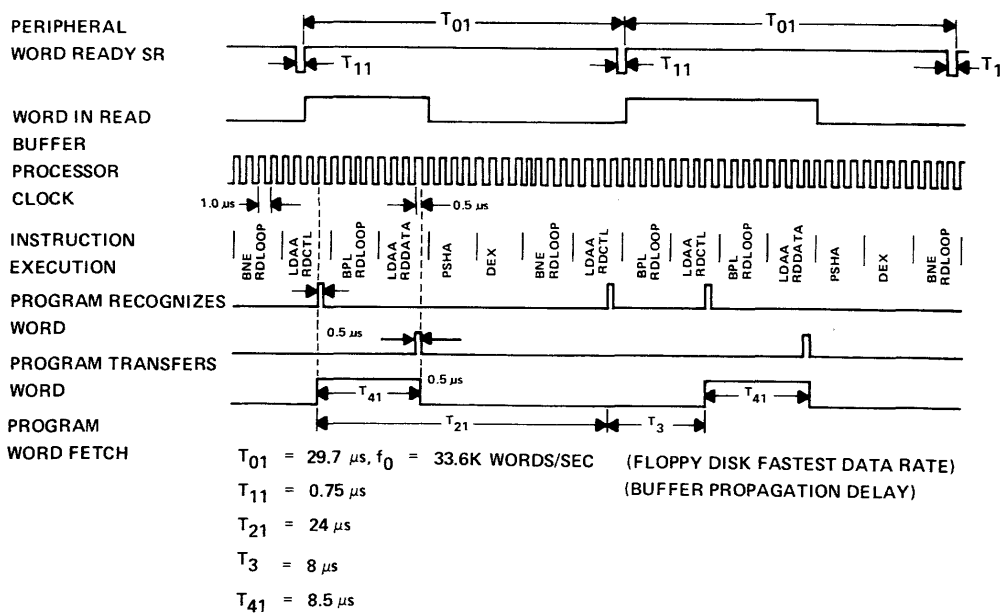 PERIPHERAL
WORD READY SR
T01 T01
T11 T11 T1
WORD IN READ
BUFFER
PROCESSOR
CLOCK
1.0 μs 0.5 μs
INSTRUCTION
EXECUTION
BNE RDLOOP
LDAA RDCTL
BPL RDLOOP
LDAA RDDATA
PSHA
DEX
BNE RDLOOP
LDAA RDCTL
BPL RDLOOP
LDAA RDCTL
BPL RDLOOP
LDAA RDDATA
PSHA
DEX
BNE RDLOOP
PROGRAM RECOGNIZES
WORD
0.5 μs
PROGRAM TRANSFERS
WORD
0.5 μs
T41 T41
PROGRAM
WORD FETCH
T21 T3
T01 = 29.7 μs, f0 = 33.6K WORDS/SEC (FLOPPY DISK FASTEST DATA RATE)
T11 = 0.75 μs (BUFFER PROPAGATION DELAY)
T21 = 24 μs
T3 = 8 μs
T41 = 8.5 μs